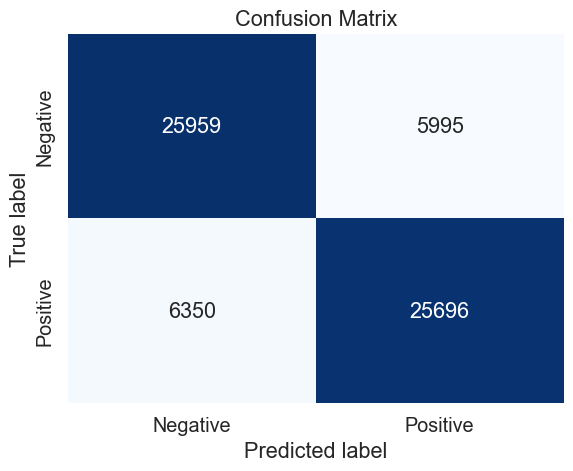 Confusion Matrix
True label
Negative
25959 5995
Positive
6350 25696
Negative Positive
Predicted label